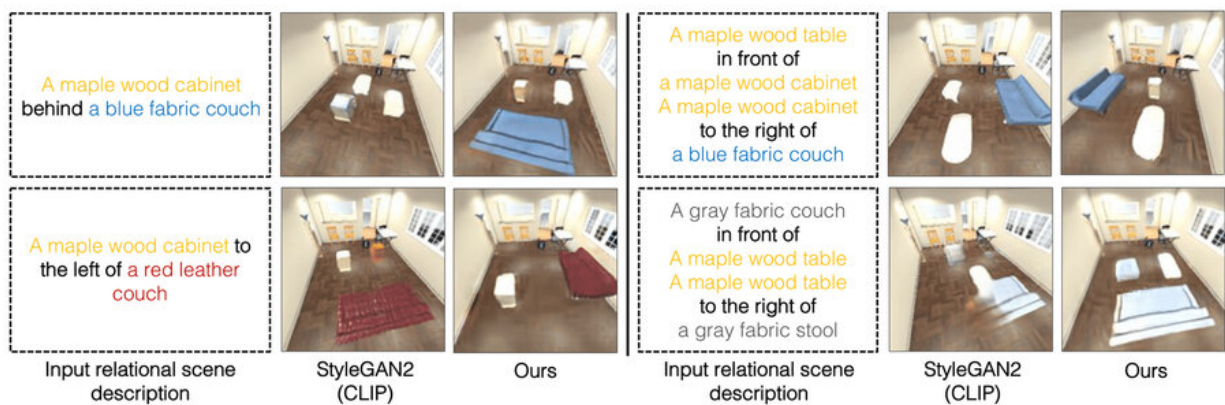 A maple wood cabinet
behind a blue fabric couch
A maple wood table
in front of
a maple wood cabinet
A maple wood cabinet
to the right of
a blue fabric couch
A maple wood cabinet to
the left of a red leather
couch
A gray fabric couch
in front of
A maple wood table
A maple wood table
to the right of
a gray fabric stool
Input relational scene
description
StyleGAN2
(CLIP)
Ours
Input relational scene
description
StyleGAN2
(CLIP)
Ours